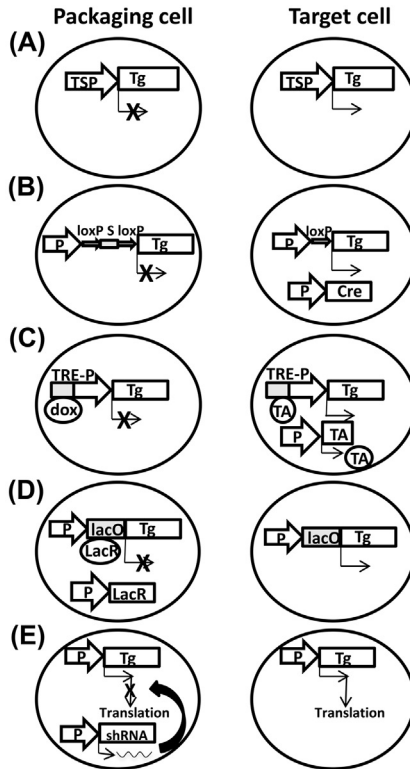 Packaging cell Target cell
(A)
TSP Tg TSP Tg
X
(B)
loxP S loxP loxP
P Tg P Tg
X
P Cre
(C)
TRE-P TRE-P
Tg Tg
dox X TA P TA
TA
(D)
P lacO Tg P lacO Tg
LacR X
P LacR
(E)
P Tg P Tg
X
Translation Translation
P shRNA